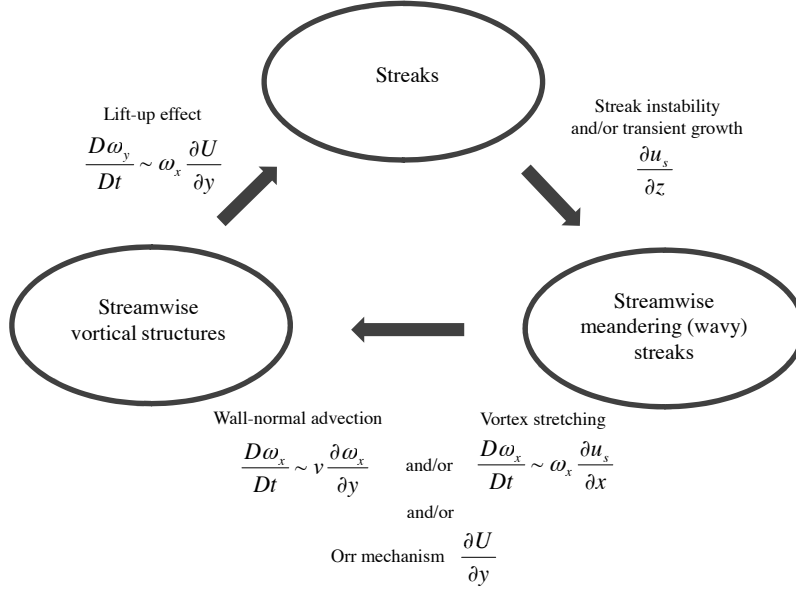 Streaks
Lift-up effect
Dω_y/Dt ~ ω_x ∂U/∂y
Streak instability
and/or transient growth
∂u_s/∂z
Streamwise
vortical structures
Streamwise
meandering (wavy)
streaks
Wall-normal advection
Dω_x/Dt ~ v ∂ω_x/∂y
and/or
Vortex stretching
Dω_x/Dt ~ ω_x ∂u_s/∂x
and/or
Orr mechanism ∂U/∂y